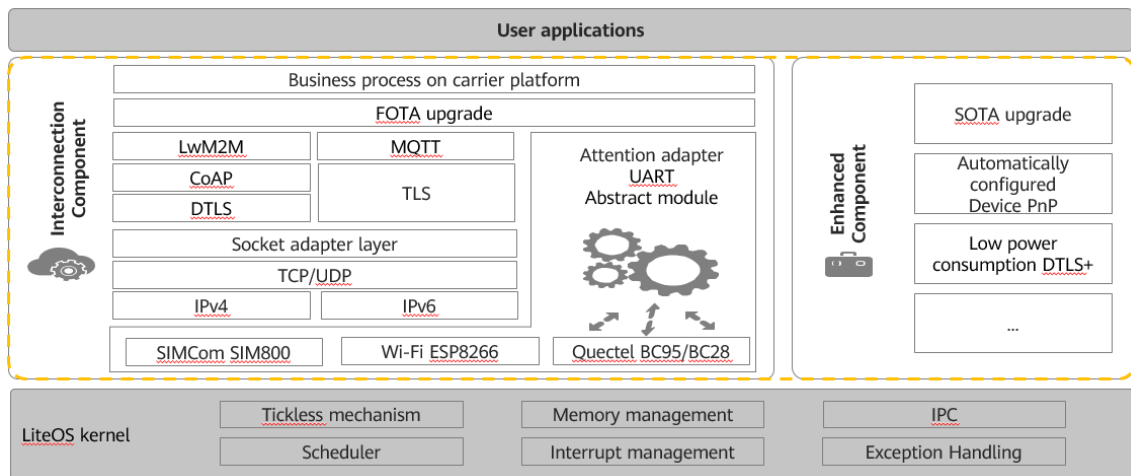 User applications
Interconnection
Component
Business process on carrier platform
FOTA upgrade
LwM2M
MQTT
CoAP
TLS
DTLS
Socket adapter layer
TCP/UDP
IPv4
IPv6
Attention adapter
UART
Abstract module
SIMCom SIM800
Wi-Fi ESP8266
Quectel BC95/BC28
Enhanced
Component
SOTA upgrade
Automatically
configured
Device PnP
Low power
consumption DTLS+
...
LiteOS kernel
Tickless mechanism
Memory management
IPC
Scheduler
Interrupt management
Exception Handling